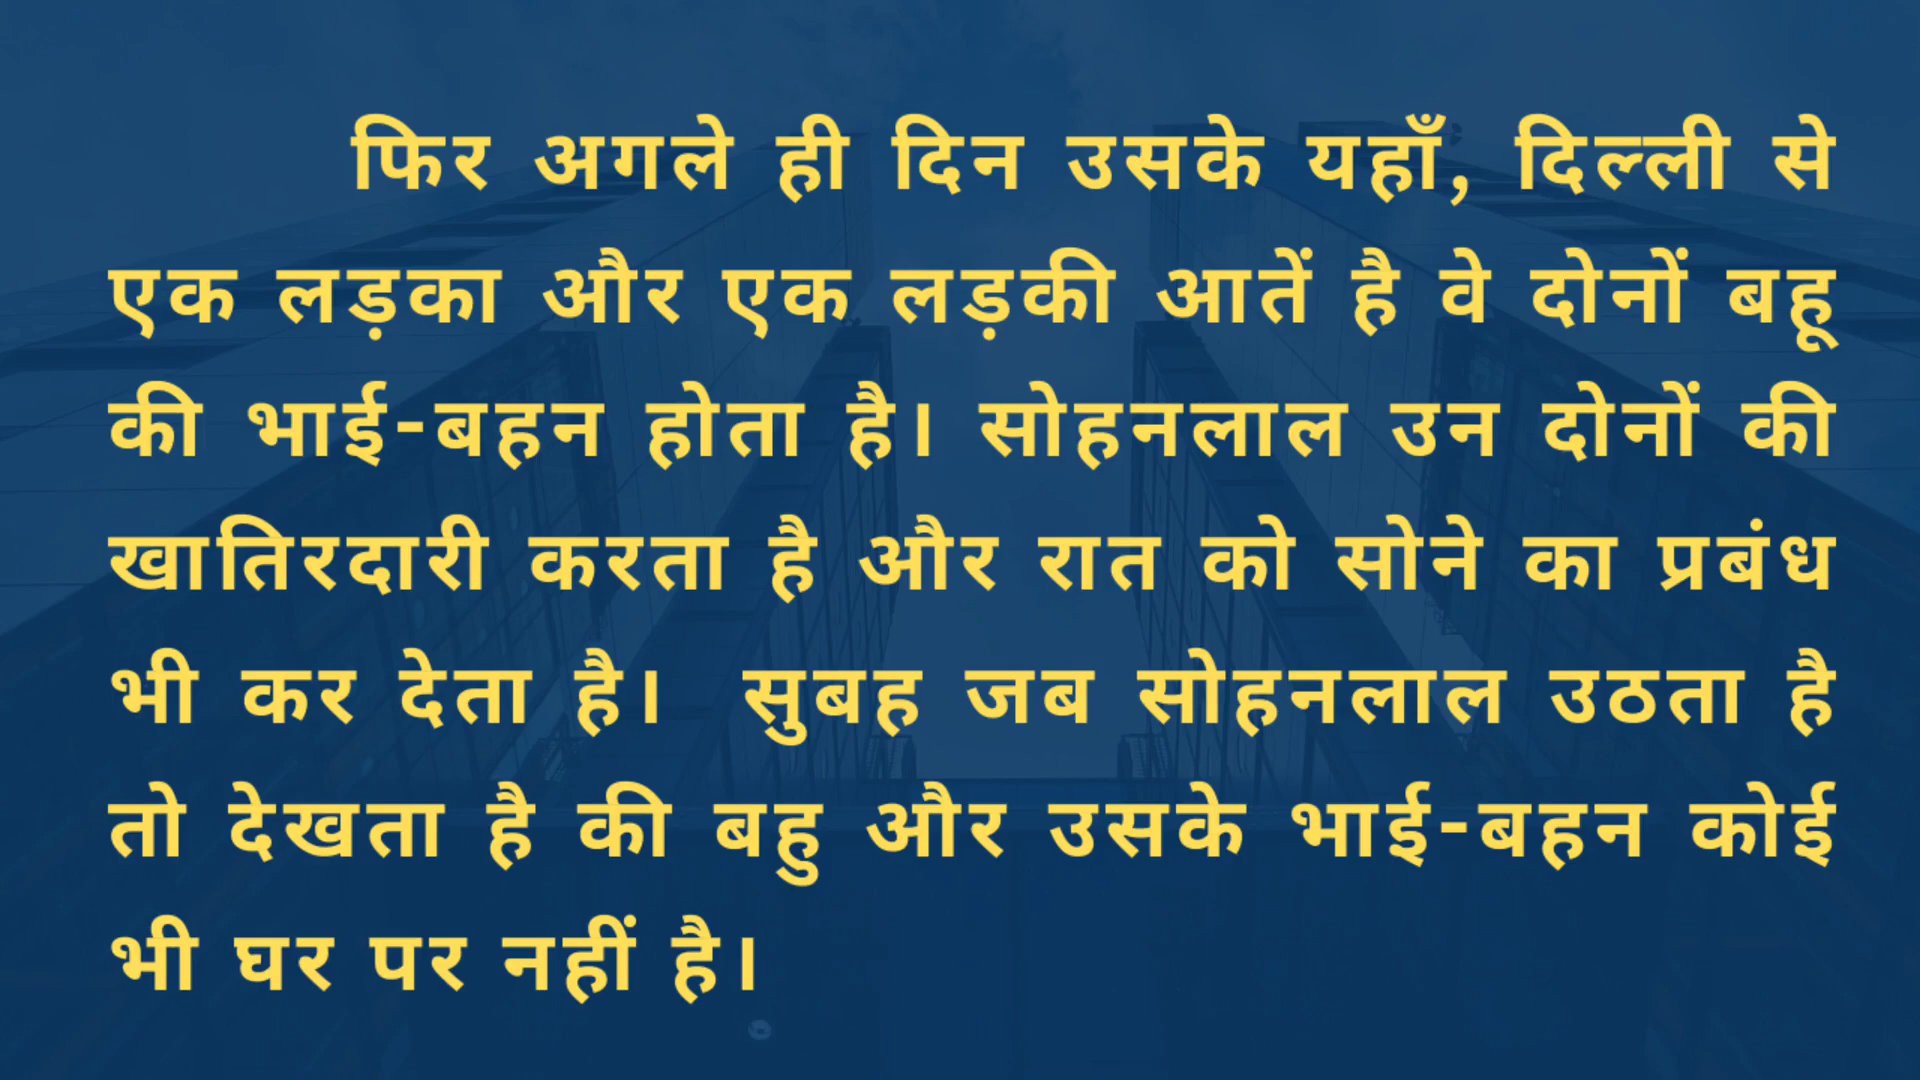 फिर अगले ही दिन उसके यहाँ, दिल्ली से
एक लड़का और एक लड़की आतें है वे दोनों बहू
की भाई-बहन होता है। सोहनलाल उन दोनों की
खातिरदारी करता है और रात को सोने का प्रबंध
भी कर देता है। सुबह जब सोहनलाल उठता है
तो देखता है की बहु और उसके भाई-बहन कोई
भी घर पर नहीं है।